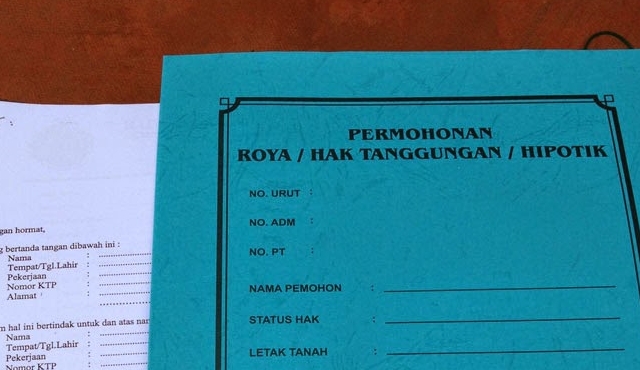 PERMOHONAN
ROYA / HAK TANGGUNGAN / HIPOTIK
NO. URUT :
NO. ADM :
NO. PT :
NAMA PEMOHON :
STATUS HAK :
LETAK TANAH :
hormat,
bertanda tangan dibawah ini :
Nama :
Tempat/Tgl.Lahir :
Pekerjaan :
Nomor KTP :
Alamat :
hal ini bertindak untuk dan atas
Nama :
Tempat/Tgl.Lahir :
Pekerjaan :
Nomor KTP :